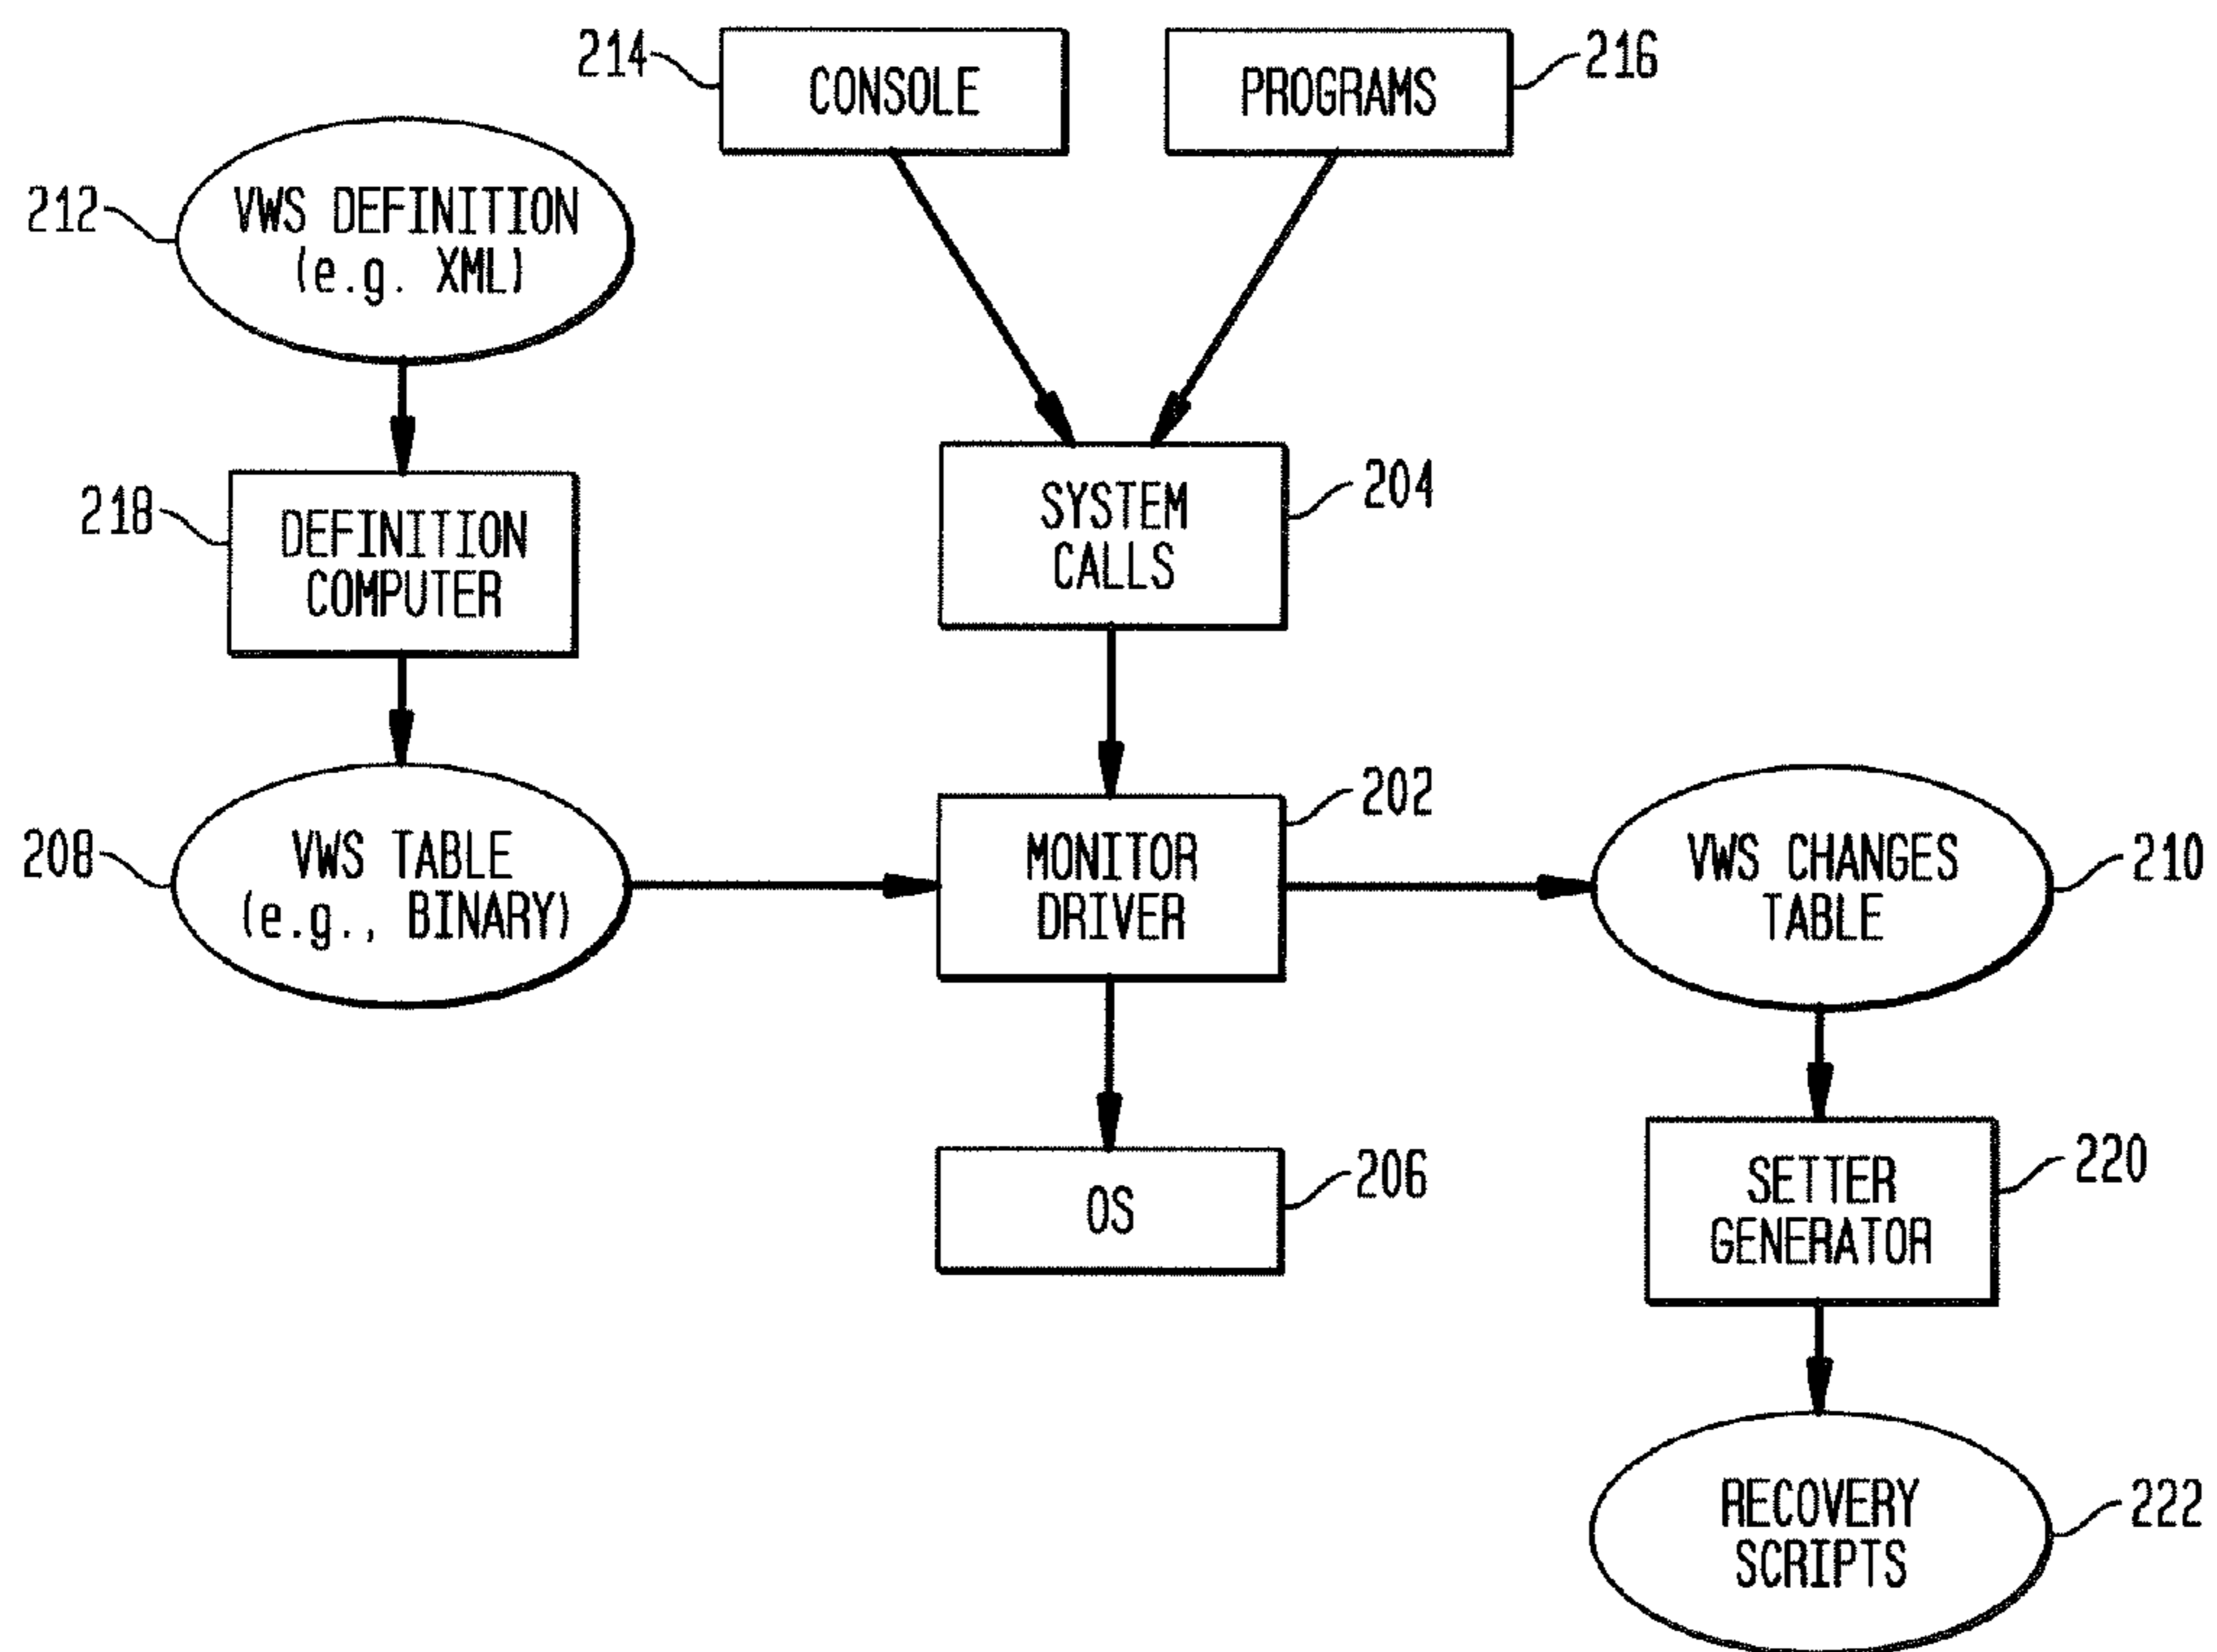 214
CONSOLE
PROGRAMS
216
212
VWS DEFINITION
(e.g. XML)
218
DEFINITION
COMPUTER
SYSTEM
CALLS
204
208
VWS TABLE
(e.g., BINARY)
MONITOR
DRIVER
202
VWS CHANGES
TABLE
210
OS
206
SETTER
GENERATOR
220
RECOVERY
SCRIPTS
222